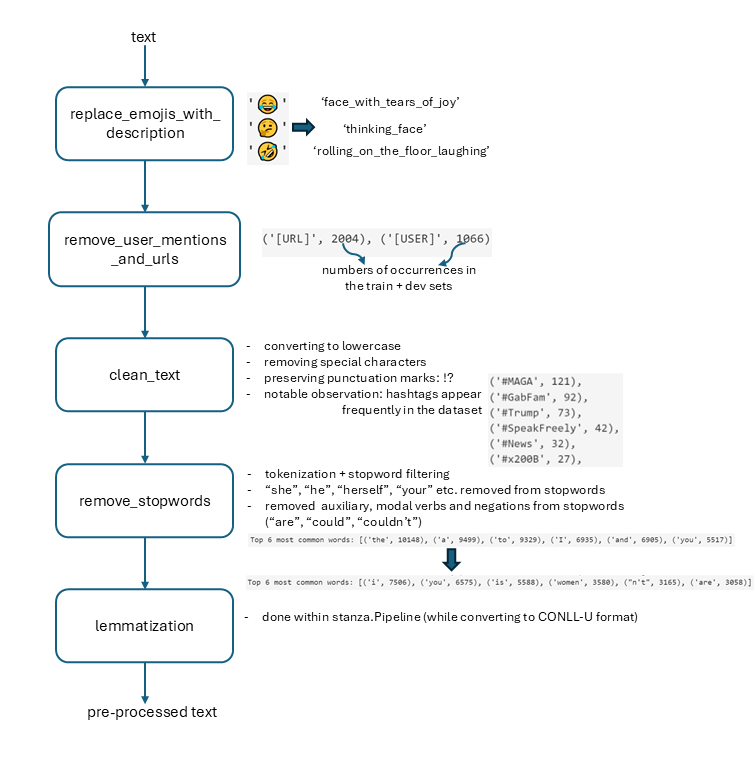 text
replace_emojis_with_
description
' 😂 '
' 🤔 '
' 🤣 '
‘face_with_tears_of_joy’
‘thinking_face’
‘rolling_on_the_floor_laughing’
remove_user_mentions
_and_urls
('[URL]', 2004), ('[USER]', 1066)
numbers of occurrences in
the train + dev sets
clean_text
- converting to lowercase
- removing special characters
- preserving punctuation marks: !?
- notable observation: hashtags appear
frequently in the dataset
('#MAGA', 121),
('#GabFam', 92),
('#Trump', 73),
('#SpeakFreely', 42),
('#News', 32),
('#x200B', 27),
remove_stopwords
- tokenization + stopword filtering
- “she”, “he”, “herself”, “your” etc. removed from stopwords
- removed auxiliary, modal verbs and negations from stopwords
(“are”, “could”, “couldn’t”)
Top 6 most common words: [('the', 10148), ('a', 9499), ('to', 9329), ('I', 6935), ('and', 6905), ('you', 5517)]
Top 6 most common words: [('i', 7506), ('you', 6575), ('is', 5588), ('women', 3580), ("n't", 3165), ('are', 3058)]
lemmatization
- done within stanza.Pipeline (while converting to CONLL-U format)
pre-processed text